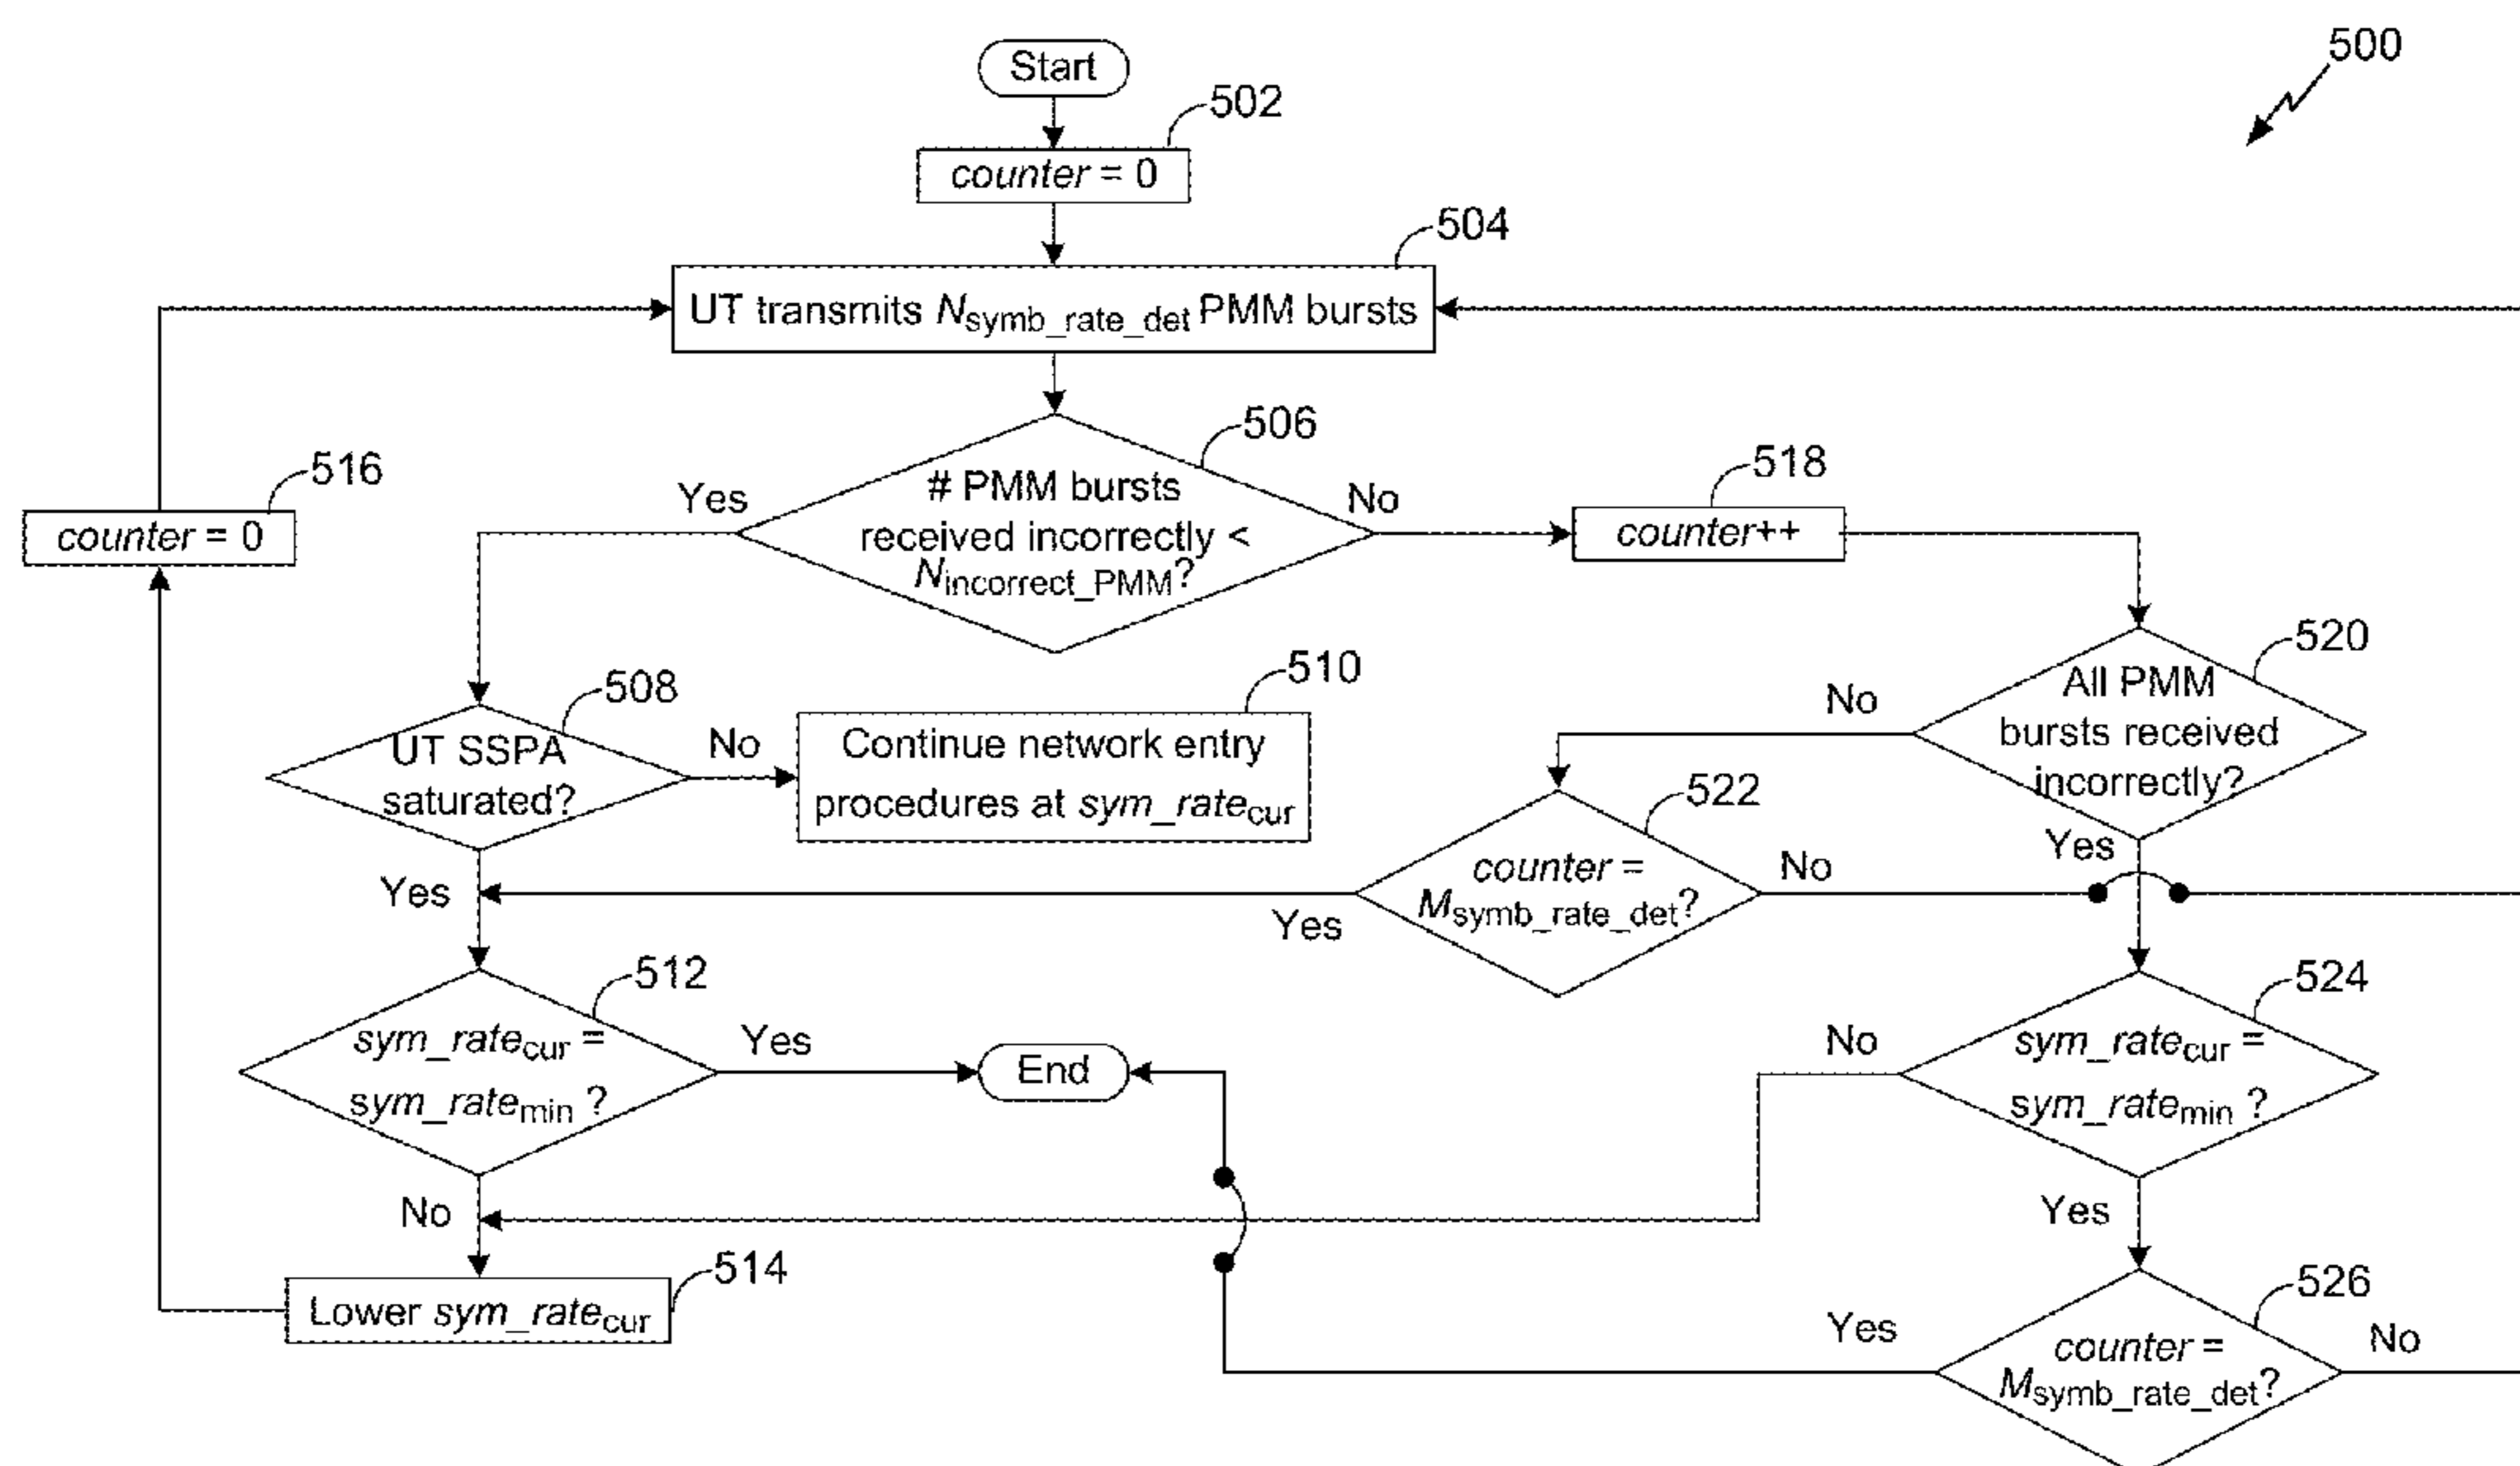 500
Start
502
counter = 0
504
UT transmits Nsymb_rate_det PMM bursts
506
# PMM bursts
received incorrectly <
Nincorrect_PMM?
Yes
No
516
counter = 0
518
counter++
520
All PMM
bursts received
incorrectly?
No
Yes
508
UT SSPA
saturated?
No
Yes
510
Continue network entry
procedures at sym_ratecur
522
counter =
Msymb_rate_det?
No
Yes
512
sym_ratecur =
sym_ratemin ?
Yes
No
End
524
sym_ratecur =
sym_ratemin ?
No
Yes
514
Lower sym_ratecur
526
counter =
Msymb_rate_det?
Yes
No